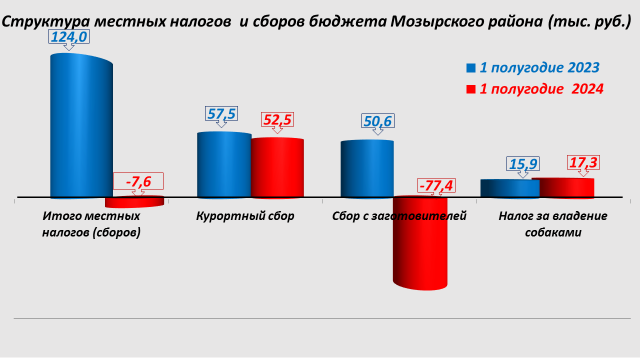 Структура местных налогов и сборов бюджета Мозырского района (тыс. руб.)
124,0
1 полугодие 2023
1 полугодие 2024
57,5
52,5
50,6
-7,6
-77,4
15,9
17,3
Итого местных
налогов (сборов)
Курортный сбор
Сбор с заготовителей
Налог за владение
собаками